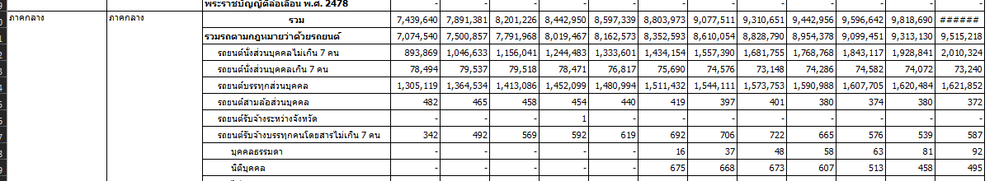 พระราชบัญญัติล้อเลื่อน พ.ศ. 2478 - - - - - - - - - - - -
ภาคกลาง ภาคกลาง รวม 7,439,640 7,891,381 8,201,226 8,442,950 8,597,339 8,803,973 9,077,511 9,310,651 9,442,956 9,596,642 9,818,690 ######
รวมรถตามกฎหมายว่าด้วยรถยนต์ 7,074,540 7,500,857 7,791,968 8,019,467 8,162,573 8,352,593 8,610,054 8,828,790 8,954,378 9,099,451 9,313,130 9,515,218
รถยนต์นั่งส่วนบุคคลไม่เกิน 7 คน 893,869 1,046,633 1,156,041 1,244,483 1,333,601 1,434,154 1,557,390 1,681,755 1,768,768 1,843,117 1,928,841 2,010,324
รถยนต์นั่งส่วนบุคคลเกิน 7 คน 78,494 79,537 79,518 78,471 76,817 75,690 74,576 73,148 74,286 74,582 74,072 73,240
รถยนต์บรรทุกส่วนบุคคล 1,305,119 1,364,534 1,413,086 1,452,099 1,480,994 1,511,432 1,544,111 1,573,753 1,590,988 1,607,705 1,620,484 1,621,852
รถยนต์สามล้อส่วนบุคคล 482 465 458 454 440 419 397 401 380 374 380 372
รถยนต์รับจ้างระหว่างจังหวัด - - - 1 - - - - - - - -
รถยนต์รับจ้างบรรทุกคนโดยสารไม่เกิน 7 คน 342 492 569 592 619 692 706 722 665 576 539 587
บุคคลธรรมดา - - - - - 16 37 48 58 63 81 92
นิติบุคคล - - - - - 675 668 673 607 513 458 495